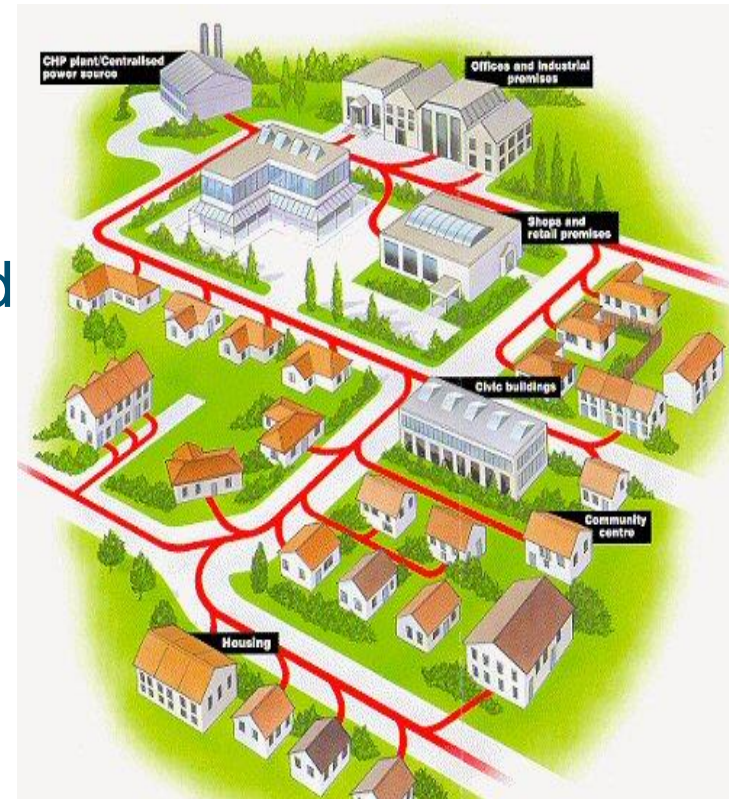 CHP plant/Centralised
power source
Offices and industrial
premises
Shops and
retail premises
d
Civic buildings
Community
centre
Housing